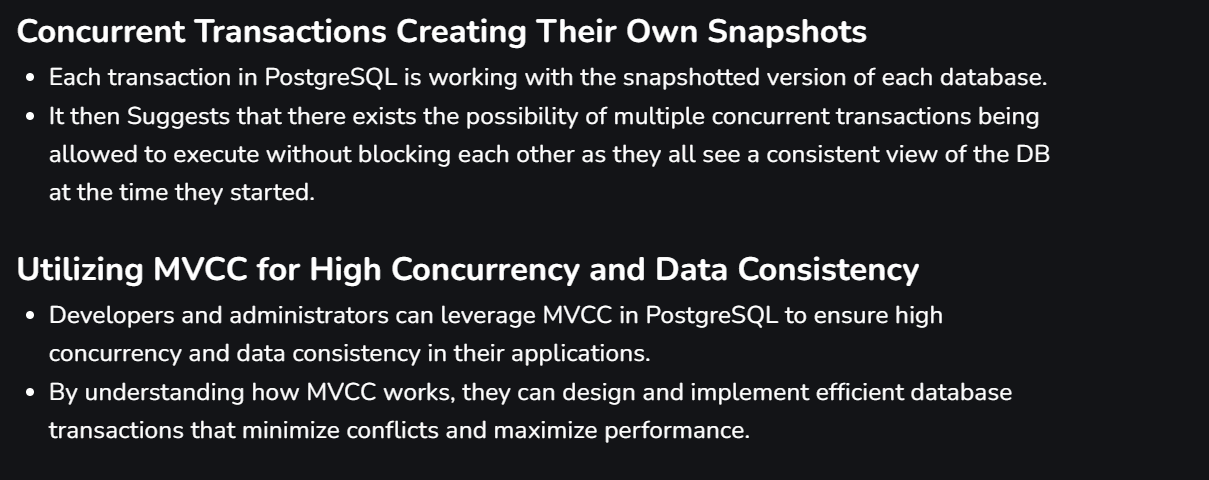 Concurrent Transactions Creating Their Own Snapshots
• Each transaction in PostgreSQL is working with the snapshotted version of each database.
• It then Suggests that there exists the possibility of multiple concurrent transactions being
allowed to execute without blocking each other as they all see a consistent view of the DB
at the time they started.
Utilizing MVCC for High Concurrency and Data Consistency
• Developers and administrators can leverage MVCC in PostgreSQL to ensure high
concurrency and data consistency in their applications.
• By understanding how MVCC works, they can design and implement efficient database
transactions that minimize conflicts and maximize performance.